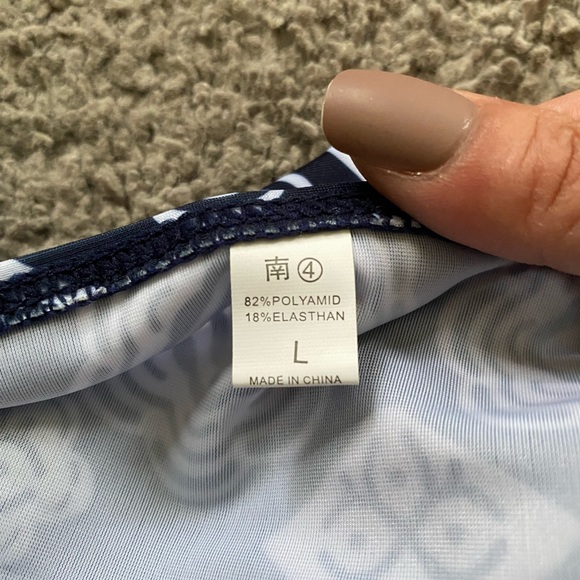 南④
82%POLYAMID
18%ELASTHAN
L
MADE IN CHINA